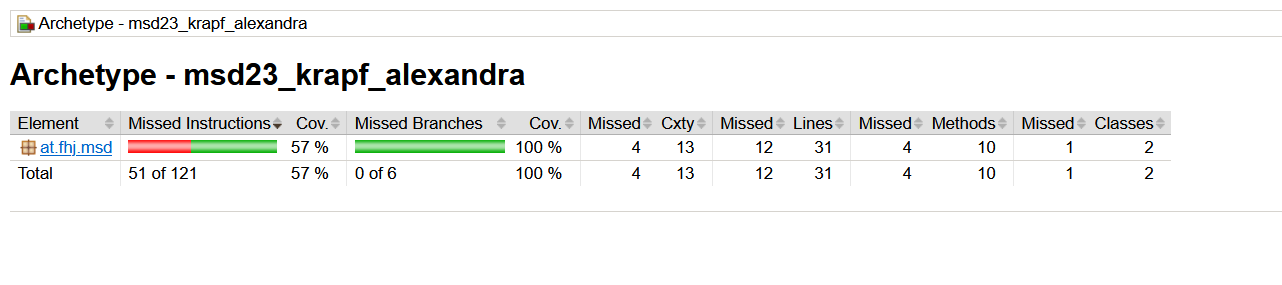 Archetype - msd23_krapf_alexandra
Archetype - msd23_krapf_alexandra
Element Missed Instructions Cov. Missed Branches Cov. Missed Cxty Missed Lines Missed Methods Missed Classes
at.fhj.msd 57 % 100 % 4 13 12 31 4 10 1 2
Total 51 of 121 57 % 0 of 6 100 % 4 13 12 31 4 10 1 2